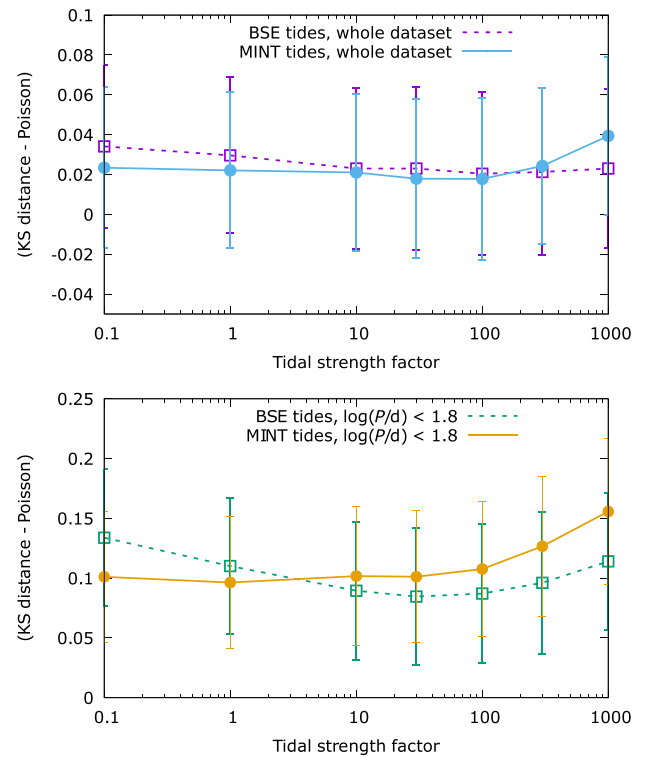 0.1
BSE tides, whole dataset
MINT tides, whole dataset
0.08
0.06
0.04
0.02
0
-0.02
-0.04
(KS distance - Poisson)
0.1 1 10 100 1000
Tidal strength factor
0.25
BSE tides, log(P/d) < 1.8
MINT tides, log(P/d) < 1.8
0.2
0.15
0.1
0.05
0
(KS distance - Poisson)
0.1 1 10 100 1000
Tidal strength factor